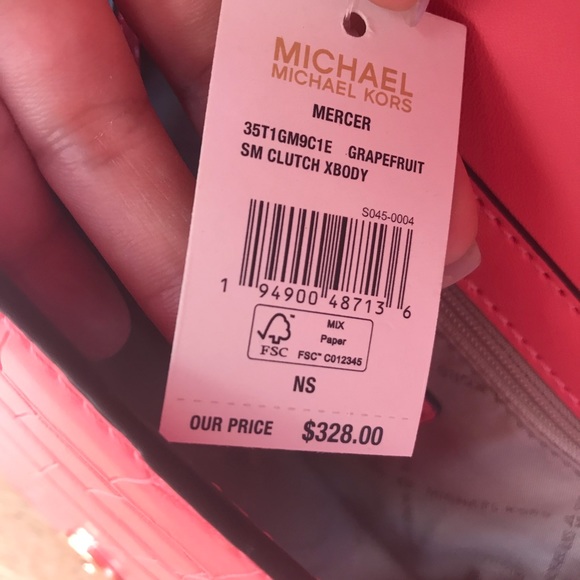 MICHAEL
MICHAEL KORS
MERCER
35T1GM9C1E GRAPEFRUIT
SM CLUTCH XBODY
S045-0004
1 94900 48713 6
FSC
MIX
Paper
FSC™ C012345
NS
OUR PRICE $328.00